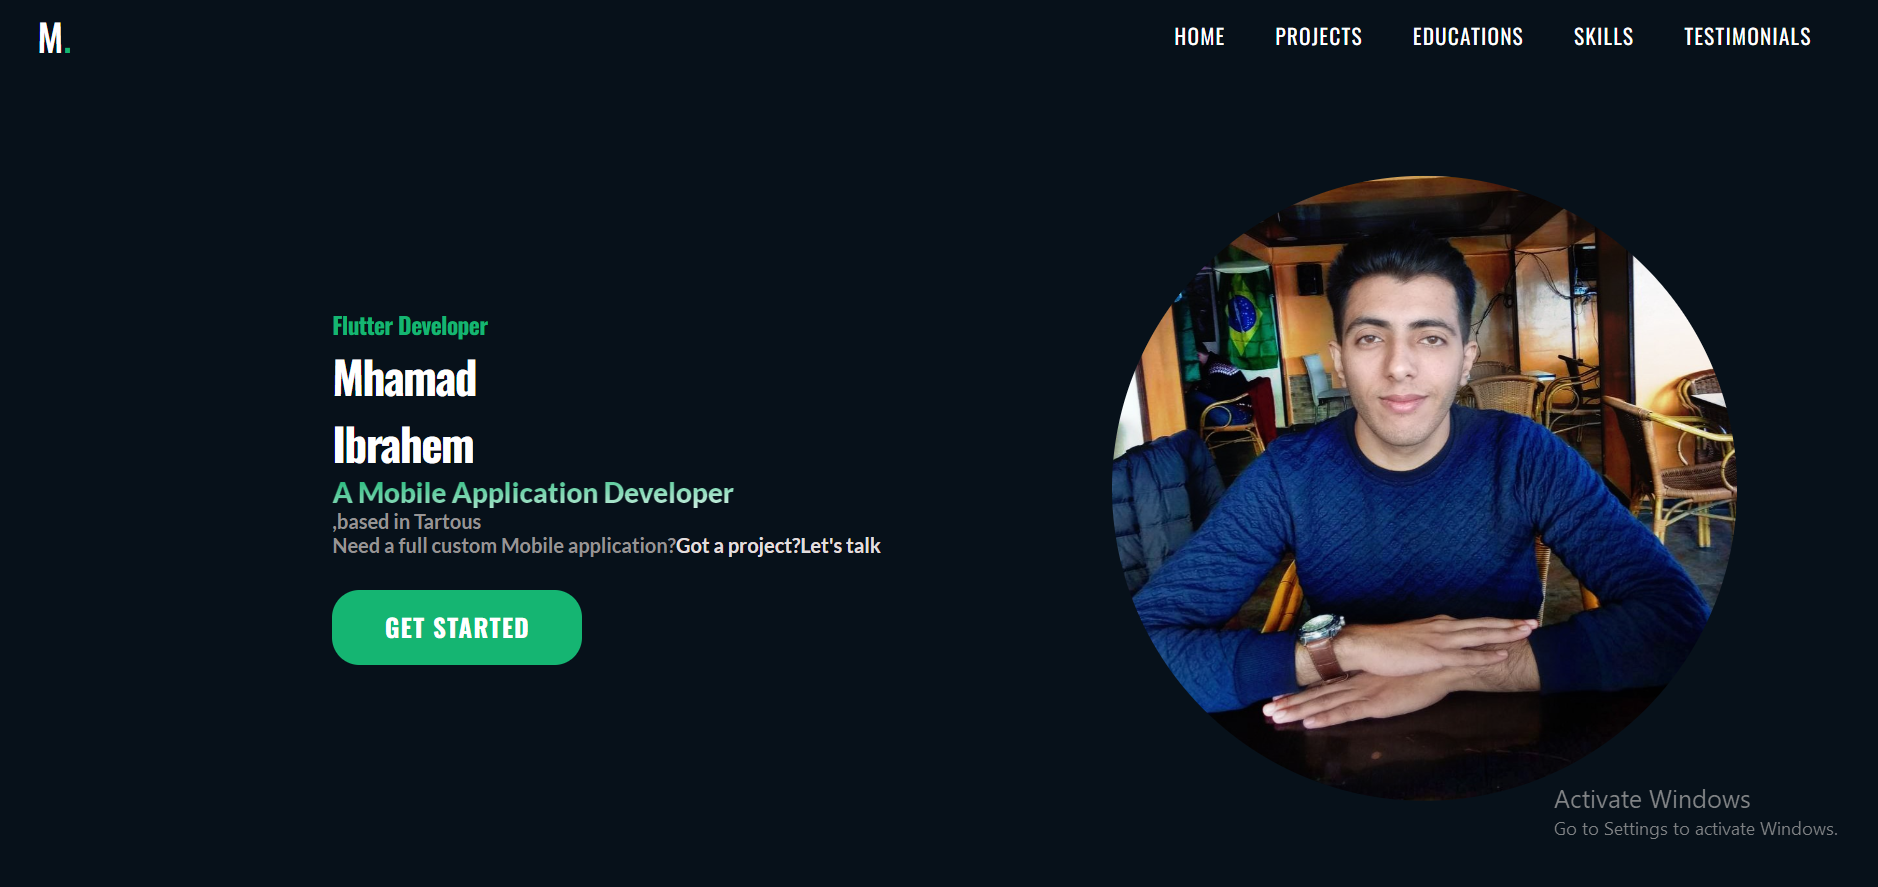 M.
HOME PROJECTS EDUCATIONS SKILLS TESTIMONIALS
Flutter Developer
Mhamad
Ibrahem
A Mobile Application Developer
,based in Tartous
Need a full custom Mobile application?Got a project?Let's talk
GET STARTED
Activate Windows
Go to Settings to activate Windows.